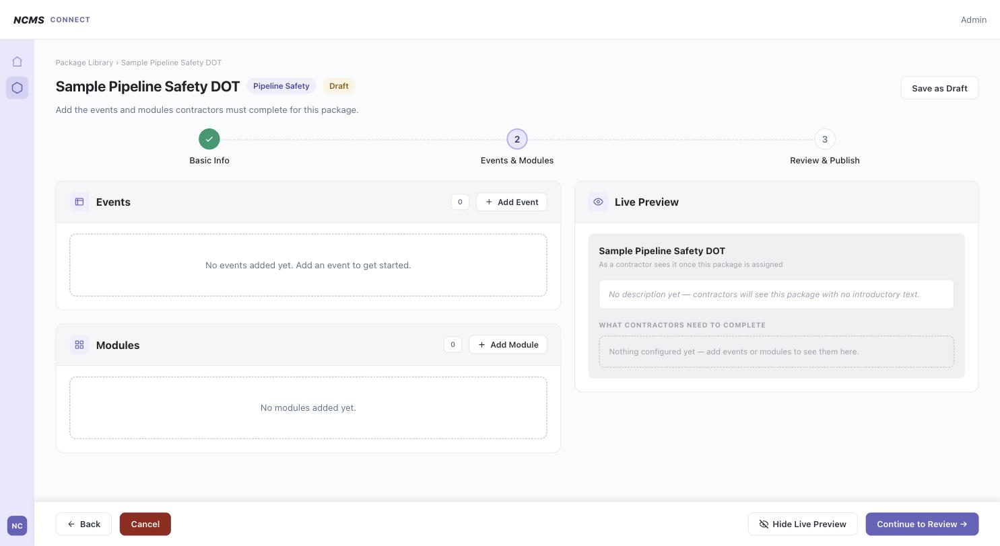 NCMS CONNECT
Admin
Package Library › Sample Pipeline Safety DOT
Sample Pipeline Safety DOT
Pipeline Safety
Draft
Save as Draft
Add the events and modules contractors must complete for this package.
2
3
Basic Info
Events & Modules
Review & Publish
Events
0
+ Add Event
No events added yet. Add an event to get started.
Modules
0
+ Add Module
No modules added yet.
Live Preview
Sample Pipeline Safety DOT
As a contractor sees it once this package is assigned
No description yet — contractors will see this package with no introductory text.
WHAT CONTRACTORS NEED TO COMPLETE
Nothing configured yet — add events or modules to see them here.
NC
← Back
Cancel
Hide Live Preview
Continue to Review →